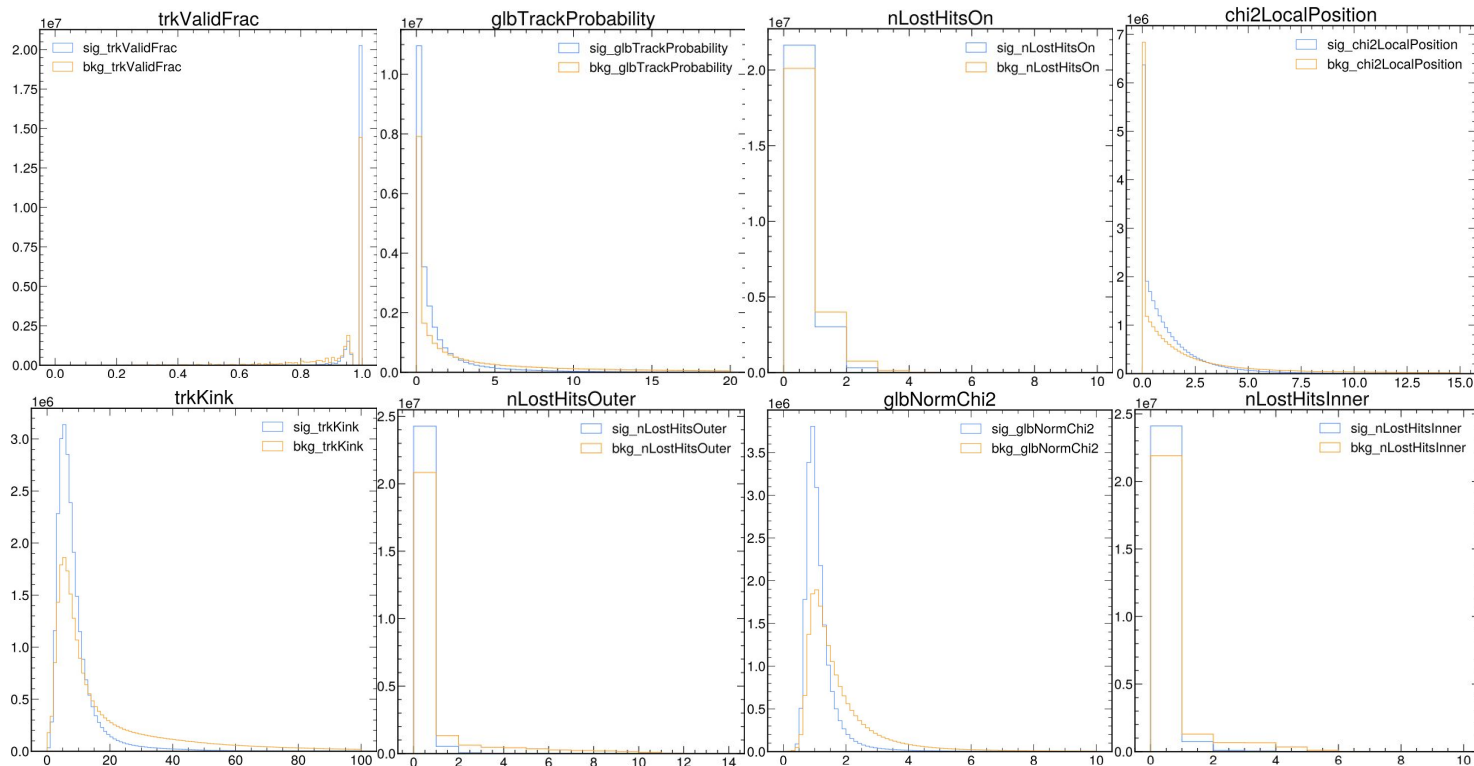 trkValidFrac
1e7
sig_trkValidFrac
bkg_trkValidFrac
2.00
1.75
1.50
1.25
1.00
0.75
0.50
0.25
0.00
0.0 0.2 0.4 0.6 0.8 1.0
glbTrackProbability
1e7
sig_glbTrackProbability
bkg_glbTrackProbability
1.0
0.8
0.6
0.4
0.2
0.0
0 5 10 15 20
nLostHitsOn
1e7
sig_nLostHitsOn
bkg_nLostHitsOn
2.0
1.5
1.0
0.5
0.0
0 2 4 6 8 10
chi2LocalPosition
1e6
sig_chi2LocalPosition
bkg_chi2LocalPosition
7
6
5
4
3
2
1
0
0.0 2.5 5.0 7.5 10.0 12.5 15.0
trkKink
1e6
sig_trkKink
bkg_trkKink
3.0
2.5
2.0
1.5
1.0
0.5
0.0
0 20 40 60 80 100
nLostHitsOuter
1e7
sig_nLostHitsOuter
bkg_nLostHitsOuter
2.5
2.0
1.5
1.0
0.5
0.0
0 2 4 6 8 10 12 14
glbNormChi2
1e6
sig_glbNormChi2
bkg_glbNormChi2
3.5
3.0
2.5
2.0
1.5
1.0
0.5
0.0
0 2 4 6 8 10
nLostHitsInner
1e7
sig_nLostHitsInner
bkg_nLostHitsInner
2.5
2.0
1.5
1.0
0.5
0.0
0 2 4 6 8 10